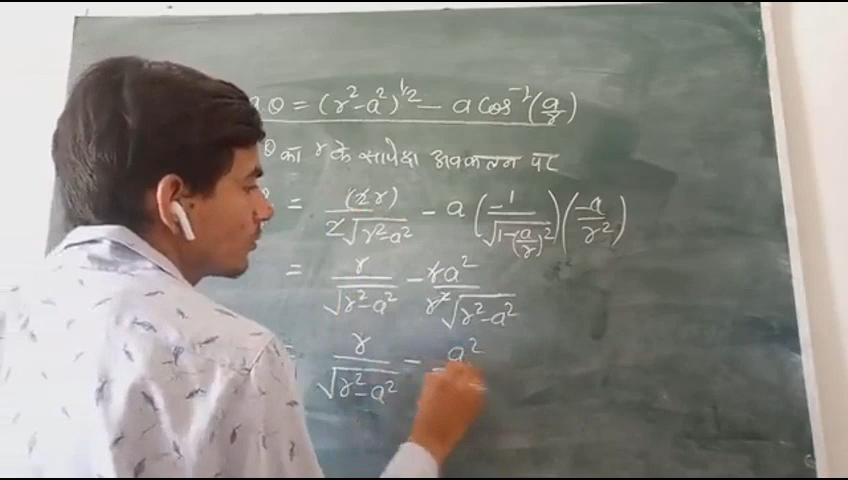 aθ = (r² - a²)^1/2 - a cos⁻¹(a/r)
θ का r के सापेक्ष अवकलन पर
= (2r)/2√r²-a² - a (-1/√1-(a/r)²)(-a/r²)
= r/√r²-a² - ra²/r²√r²-a²
= r/√r²-a² - a²